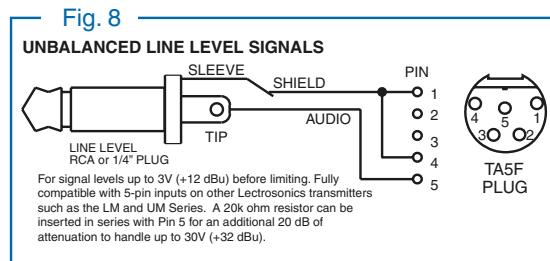 Fig. 8
UNBALANCED LINE LEVEL SIGNALS
SLEEVE
SHIELD
PIN
1
2
3
4
5
AUDIO
TIP
LINE LEVEL
RCA or 1/4" PLUG
4
5
1
3
2
TA5F
PLUG
For signal levels up to 3V (+12 dBu) before limiting. Fully
compatible with 5-pin inputs on other Lectrosonics transmitters
such as the LM and UM Series. A 20k ohm resistor can be
inserted in series with Pin 5 for an additional 20 dB of
attenuation to handle up to 30V (+32 dBu).